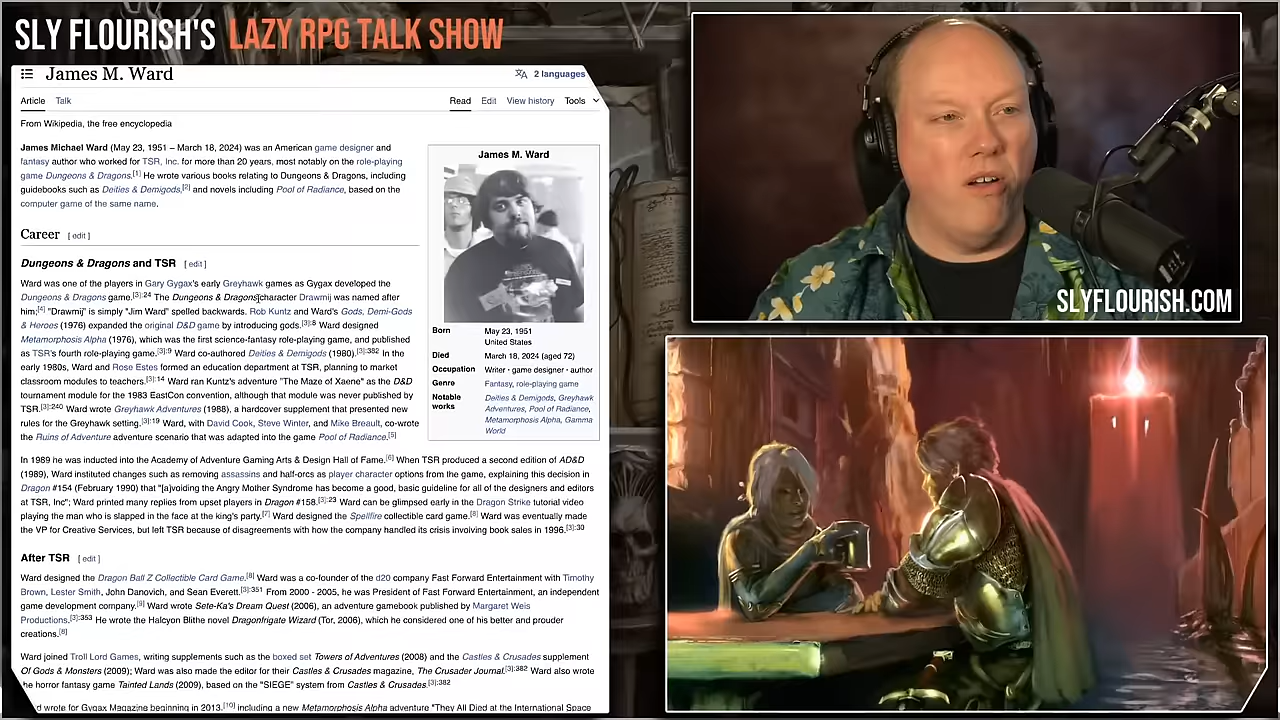 SLY FLOURISH'S LAZY RPG TALK SHOW
James M. Ward
2 languages
Article Talk Read Edit View history Tools
From Wikipedia, the free encyclopedia
James Michael Ward (May 23, 1951 – March 18, 2024) was an American game designer and
fantasy author who worked for TSR, Inc. for more than 20 years, most notably on the role-playing
game Dungeons & Dragons.[1] He wrote various books relating to Dungeons & Dragons, including
guidebooks such as Deities & Demigods,[2] and novels including Pool of Radiance, based on the
computer game of the same name.
Career [ edit ]
Dungeons & Dragons and TSR [ edit ]
Ward was one of the players in Gary Gygax's early Greyhawk games as Gygax developed the
Dungeons & Dragons game.[3]:24 The Dungeons & Dragons character Drawmij was named after
him;[4] "Drawmij" is simply "Jim Ward" spelled backwards. Rob Kuntz and Ward's Gods, Demi-Gods
& Heroes (1976) expanded the original D&D game by introducing gods.[3]:6 Ward designed
Metamorphosis Alpha (1976), which was the first science-fantasy role-playing game, and published
as TSR's fourth role-playing game.[3]:9 Ward co-authored Deities & Demigods (1980).[3]:382 In the
early 1980s, Ward and Rose Estes formed an education department at TSR, planning to market
classroom modules to teachers.[3]:14 Ward ran Kuntz's adventure "The Maze of Xaene" as the D&D
tournament module for the 1983 EastCon convention, although that module was never published by
TSR.[3]:240 Ward wrote Greyhawk Adventures (1988), a hardcover supplement that presented new
rules for the Greyhawk setting.[3]:19 Ward, with David Cook, Steve Winter, and Mike Breault, co-wrote
the Ruins of Adventure adventure scenario that was adapted into the game Pool of Radiance.[5]
James M. Ward
Born May 23, 1951
United States
Died March 18, 2024 (aged 72)
Occupation Writer · game designer · author
Genre Fantasy, role-playing game
Notable works Deities & Demigods, Greyhawk
Adventures, Pool of Radiance,
Metamorphosis Alpha, Gamma
World
In 1989 he was inducted into the Academy of Adventure Gaming Arts & Design Hall of Fame.[6] When TSR produced a second edition of AD&D
(1989), Ward instituted changes such as removing assassins and half-orcs as player character options from the game, explaining this decision in
Dragon #154 (February 1990) that "[a]voiding the Angry Mother Syndrome has become a good, basic guideline for all of the designers and editors
at TSR, Inc"; Ward printed many replies from upset players in Dragon #158.[3]:23 Ward can be glimpsed early in the Dragon Strike tutorial video
playing the man who is slapped in the face at the king's party.[7] Ward designed the Spellfire collectible card game.[8] Ward was eventually made
the VP for Creative Services, but left TSR because of disagreements with how the company handled its crisis involving book sales in 1996.[3]:30
After TSR [ edit ]
Ward designed the Dragon Ball Z Collectible Card Game.[8] Ward was a co-founder of the d20 company Fast Forward Entertainment with Timothy
Brown, Lester Smith, John Danovich, and Sean Everett.[3]:351 From 2000 - 2005, he was President of Fast Forward Entertainment, an independent
game development company.[9] Ward wrote Sete-Ka's Dream Quest (2006), an adventure gamebook published by Margaret Weis
Productions.[3]:353 He wrote the Halcyon Blithe novel Dragonfrigate Wizard (Tor, 2006), which he considered one of his better and prouder
creations.[8]
Ward joined Troll Lord Games, writing supplements such as the boxed set Towers of Adventures (2008) and the Castles & Crusades supplement
Of Gods & Monsters (2009); Ward was also made the editor for their Castles & Crusades magazine, The Crusader Journal.[3]:382 Ward also wrote
he horror fantasy game Tainted Lands (2009), based on the "SIEGE" system from Castles & Crusades.[3]:382
d wrote for Gygax Magazine beginning in 2013,[10] including a new Metamorphosis Alpha adventure "They All Died at the International Space
SLYFLOURISH.COM